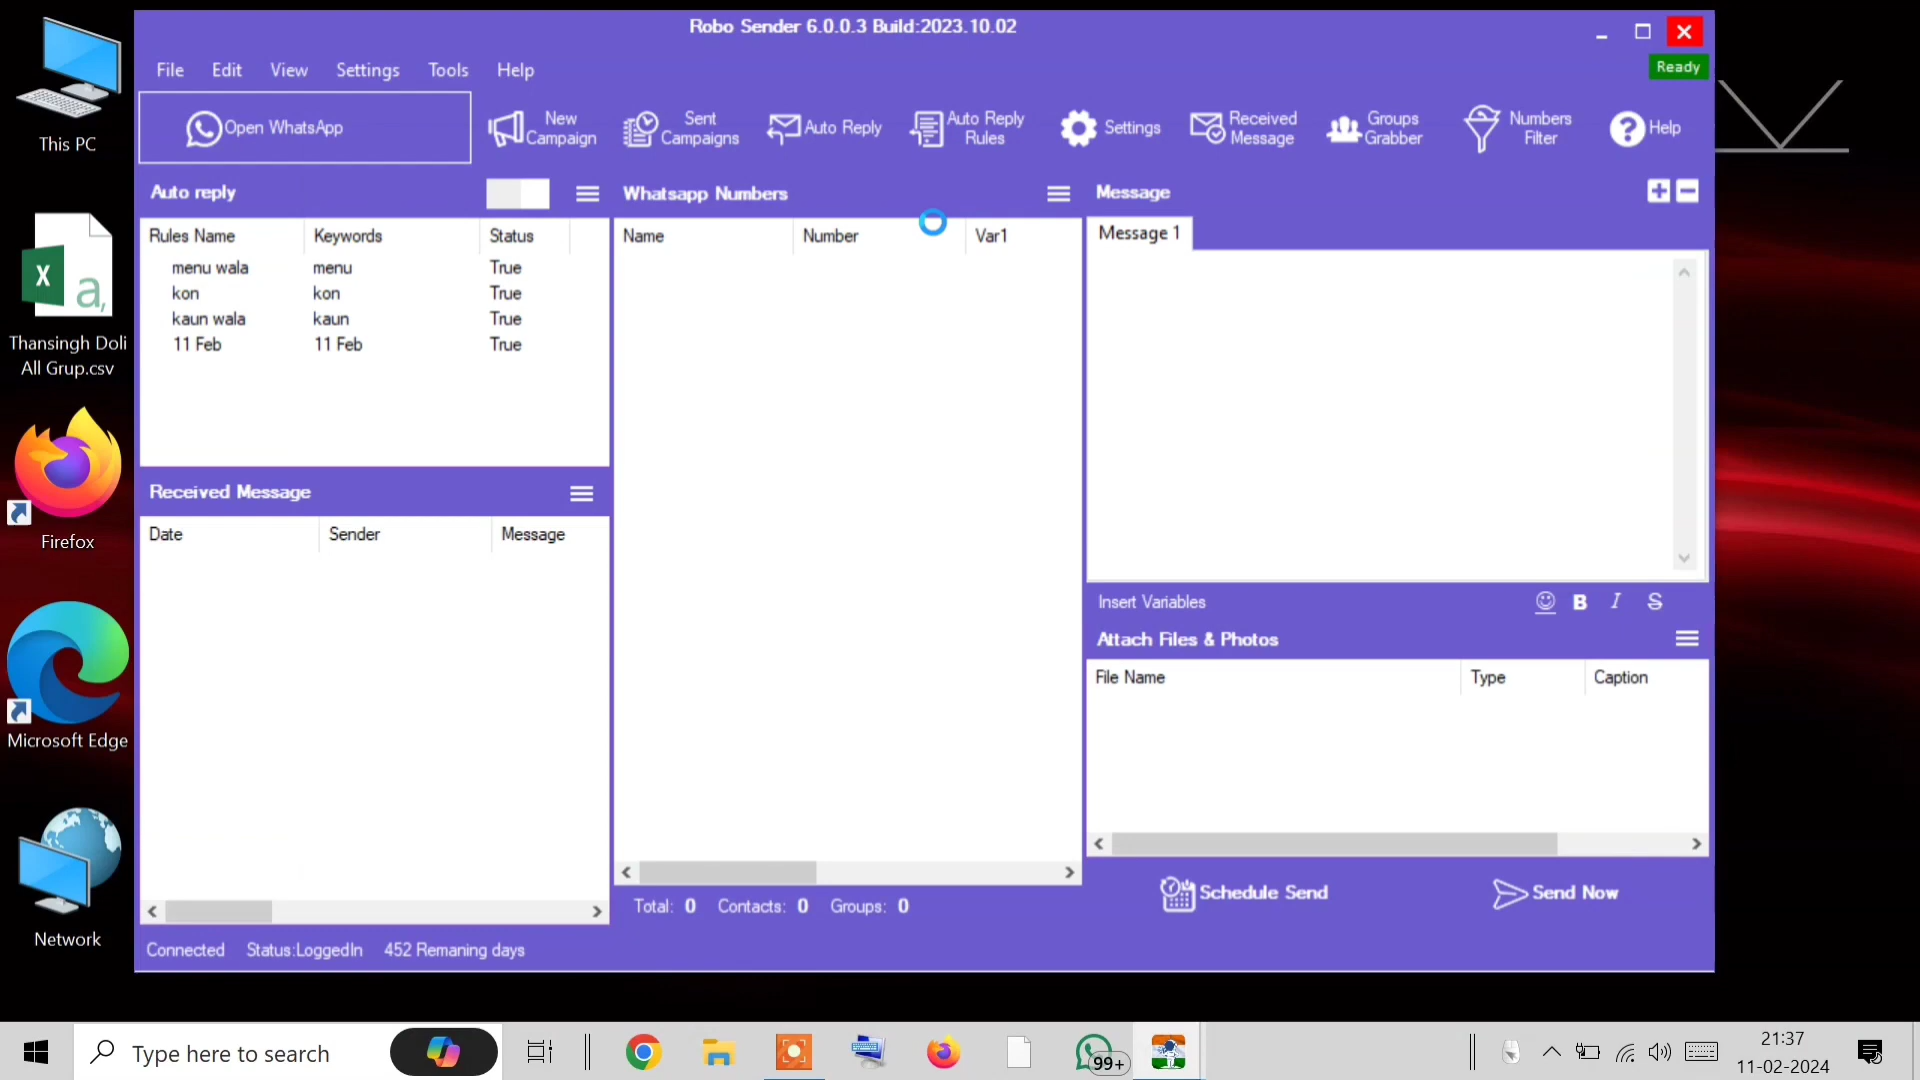 This PC
Thansingh Doli
All Grup.csv
Firefox
Microsoft Edge
Network
Robo Sender 6.0.0.3 Build:2023.10.02
File Edit View Settings Tools Help
Ready
Open WhatsApp
New
Campaign
Sent
Campaigns
Auto Reply
Auto Reply
Rules
Settings
Received
Message
Groups
Grabber
Numbers
Filter
Help
Auto reply
Rules Name Keywords Status
menu wala menu True
kon kon True
kaun wala kaun True
11 Feb 11 Feb True
Received Message
Date Sender Message
Whatsapp Numbers
Name Number Var1
Total: 0 Contacts: 0 Groups: 0
Message
Message 1
Insert Variables B I S
Attach Files & Photos
File Name Type Caption
Schedule Send
Send Now
Connected Status:LoggedIn 452 Remaning days
Type here to search
99+
21:37
11-02-2024